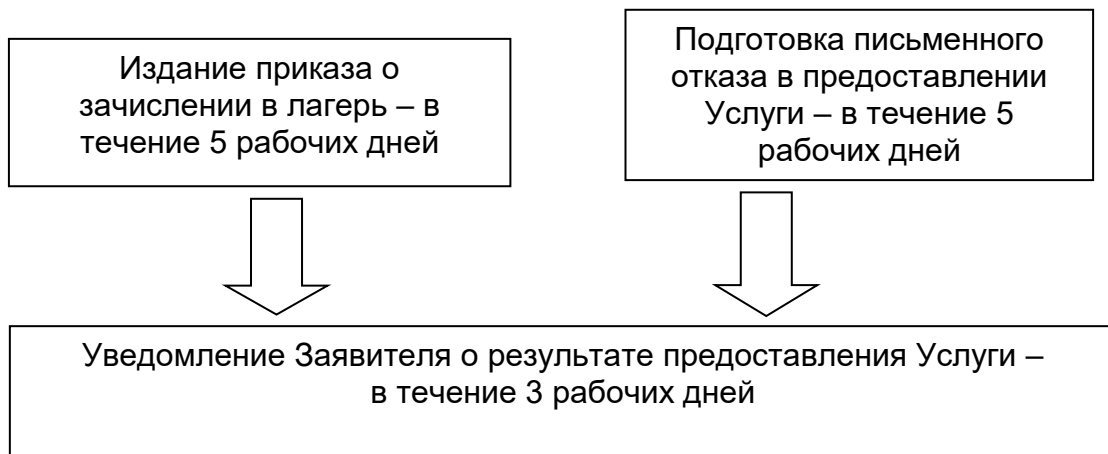 Издание приказа о
зачислении в лагерь – в
течение 5 рабочих дней
Подготовка письменного
отказа в предоставлении
Услуги – в течение 5
рабочих дней
Уведомление Заявителя о результате предоставления Услуги –
в течение 3 рабочих дней